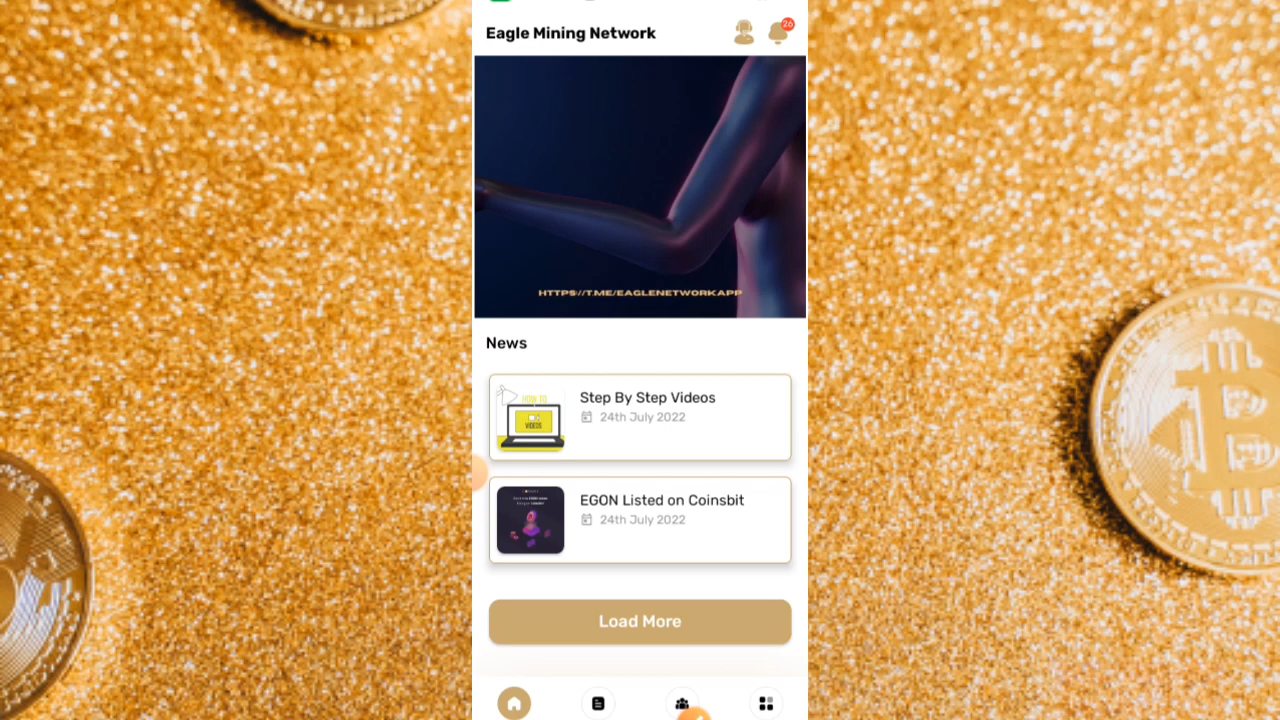 Eagle Mining Network
26
HTTPS//T.ME/EAGLENETWORKAPP
News
HOW TO
VIDEOS
Step By Step Videos
24th July 2022
EGON Listed on Coinsbit
24th July 2022
Load More